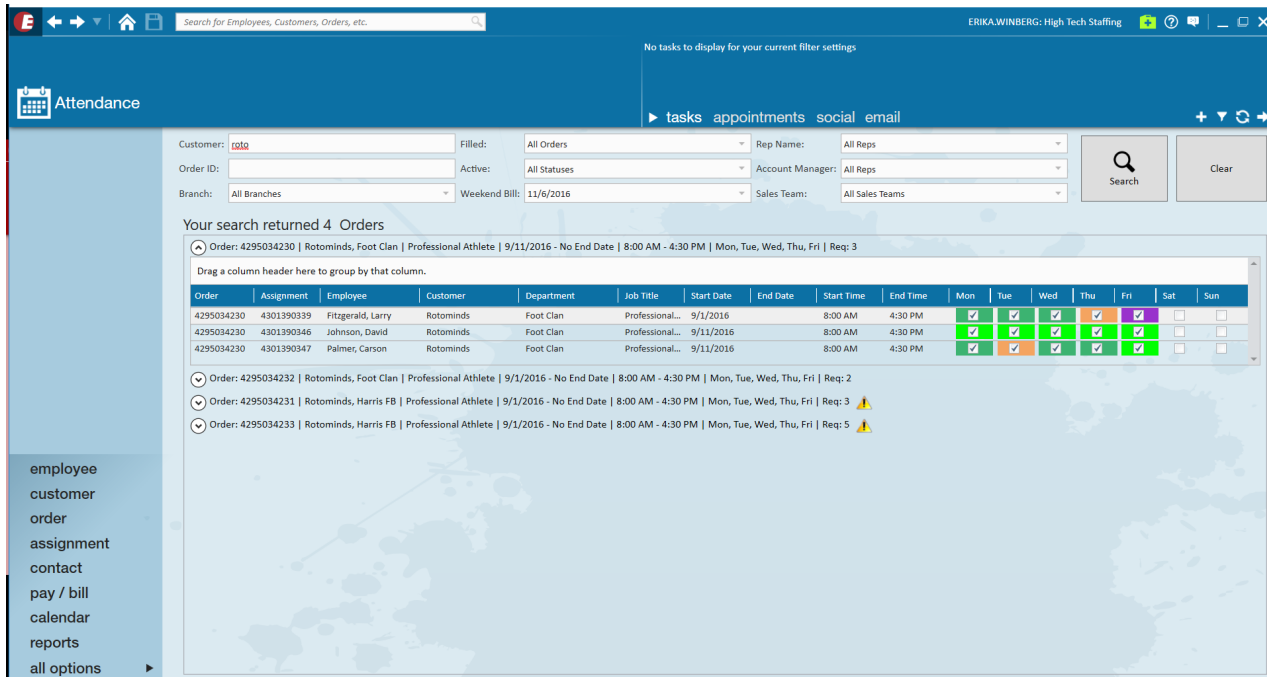 E Search for Employees, Customers, Orders, etc. ERIKA.WINBERG: High Tech Staffing
No tasks to display for your current filter settings
Attendance
tasks appointments social email
Customer: roto Filled: All Orders Rep Name: All Reps
Order ID: Active: All Statuses Account Manager: All Reps
Branch: All Branches Weekend Bill: 11/6/2016 Sales Team: All Sales Teams
Search
Clear
Your search returned 4 Orders
Order: 4295034230 | Rotominds, Foot Clan | Professional Athlete | 9/11/2016 - No End Date | 8:00 AM - 4:30 PM | Mon, Tue, Wed, Thu, Fri | Req: 3
Drag a column header here to group by that column.
Order Assignment Employee Customer Department Job Title Start Date End Date Start Time End Time Mon Tue Wed Thu Fri Sat Sun
4295034230 4301390339 Fitzgerald, Larry Rotominds Foot Clan Professional... 9/1/2016 8:00 AM 4:30 PM
4295034230 4301390346 Johnson, David Rotominds Foot Clan Professional... 9/11/2016 8:00 AM 4:30 PM
4295034230 4301390347 Palmer, Carson Rotominds Foot Clan Professional... 9/11/2016 8:00 AM 4:30 PM
Order: 4295034232 | Rotominds, Foot Clan | Professional Athlete | 9/1/2016 - No End Date | 8:00 AM - 4:30 PM | Mon, Tue, Wed, Thu, Fri | Req: 2
Order: 4295034231 | Rotominds, Harris FB | Professional Athlete | 9/1/2016 - No End Date | 8:00 AM - 4:30 PM | Mon, Tue, Wed, Thu, Fri | Req: 3
Order: 4295034233 | Rotominds, Harris FB | Professional Athlete | 9/1/2016 - No End Date | 8:00 AM - 4:30 PM | Mon, Tue, Wed, Thu, Fri | Req: 5
employee
customer
order
assignment
contact
pay / bill
calendar
reports
all options